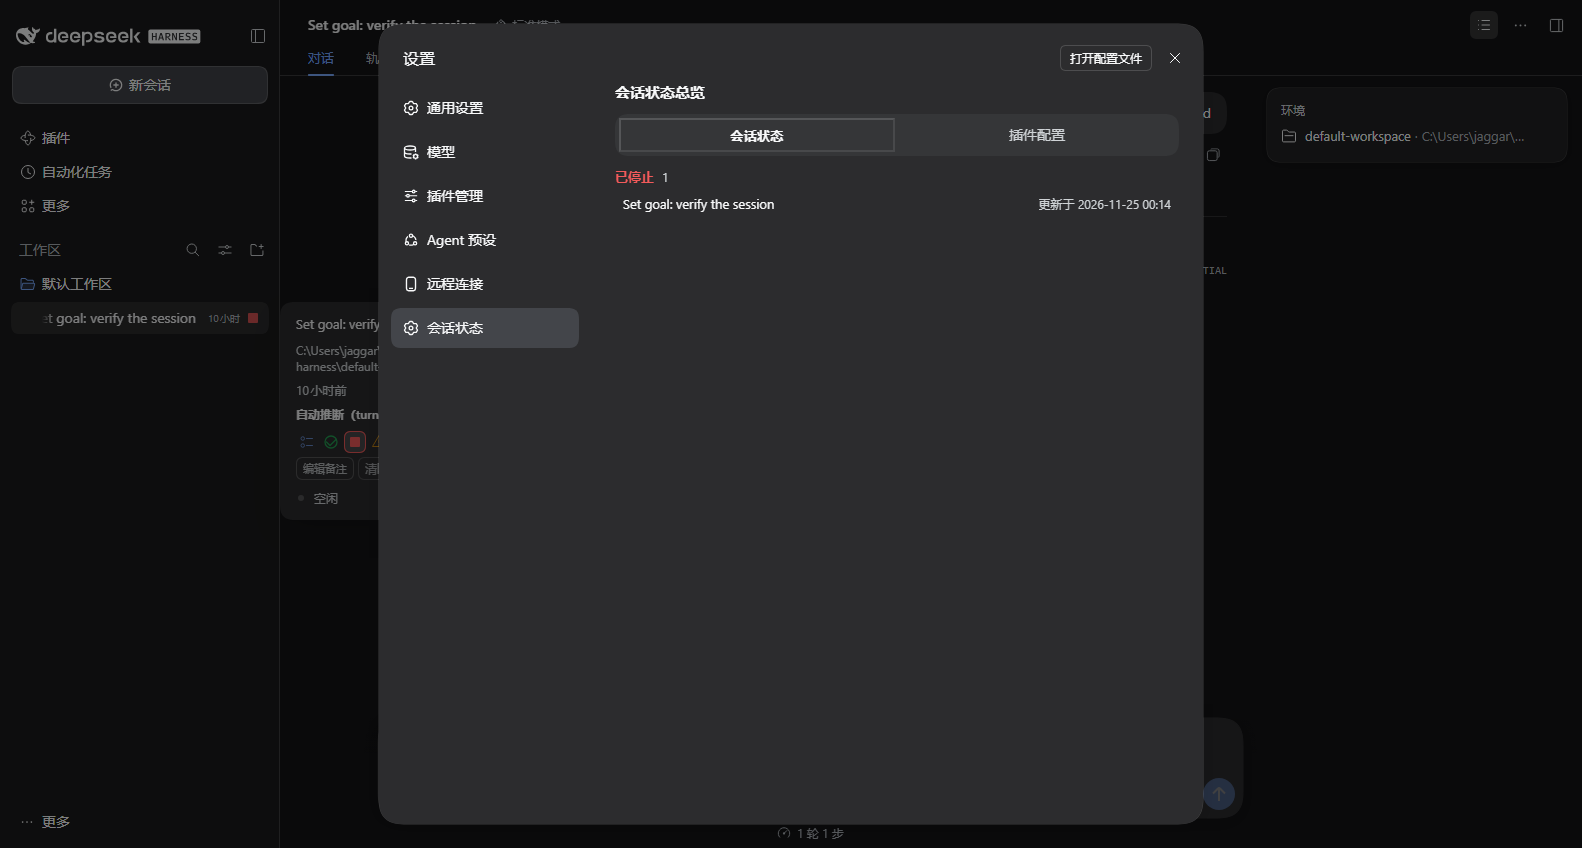 deepseek HARNESS
新会话
插件
自动化任务
更多
工作区
默认工作区
t goal: verify the session 10小时
更多
Set goal: verify the session
对话
Set goal: verify
C:\Users\jaggar\
harness\default
10小时前
自动推断 (turn
编辑备注
空闲
设置
打开配置文件
通用设置
模型
插件管理
Agent 预设
远程连接
会话状态
会话状态总览
会话状态
插件配置
已停止 1
Set goal: verify the session
更新于 2026-11-25 00:14
d
TIAL
环境
default-workspace · C:\Users\jaggar\...
1 轮 1 步